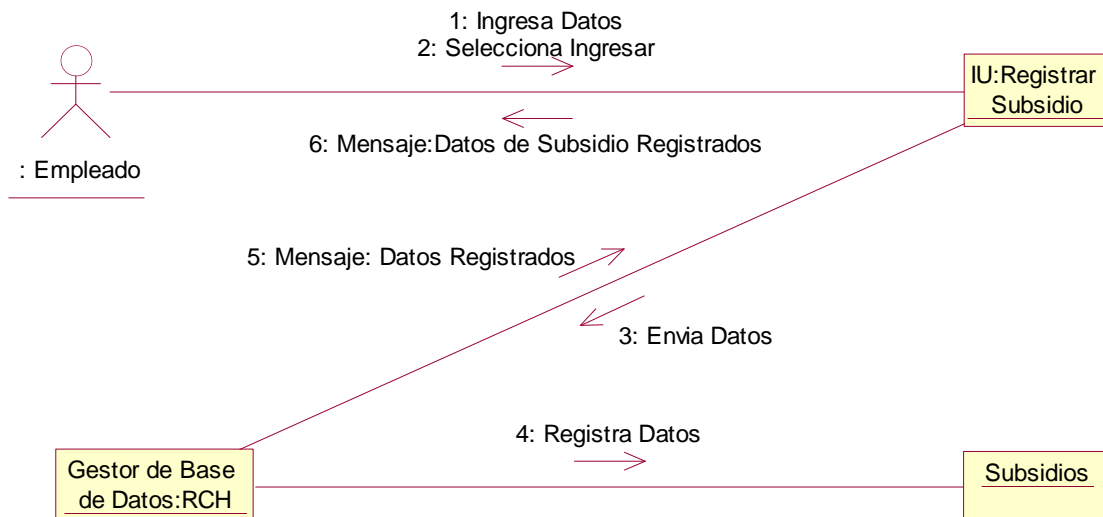 1: Ingresa Datos
2: Selecciona Ingresar
IU:Registrar
Subsidio
6: Mensaje:Datos de Subsidio Registrados
: Empleado
5: Mensaje: Datos Registrados
3: Envia Datos
4: Registra Datos
Gestor de Base
de Datos:RCH
Subsidios